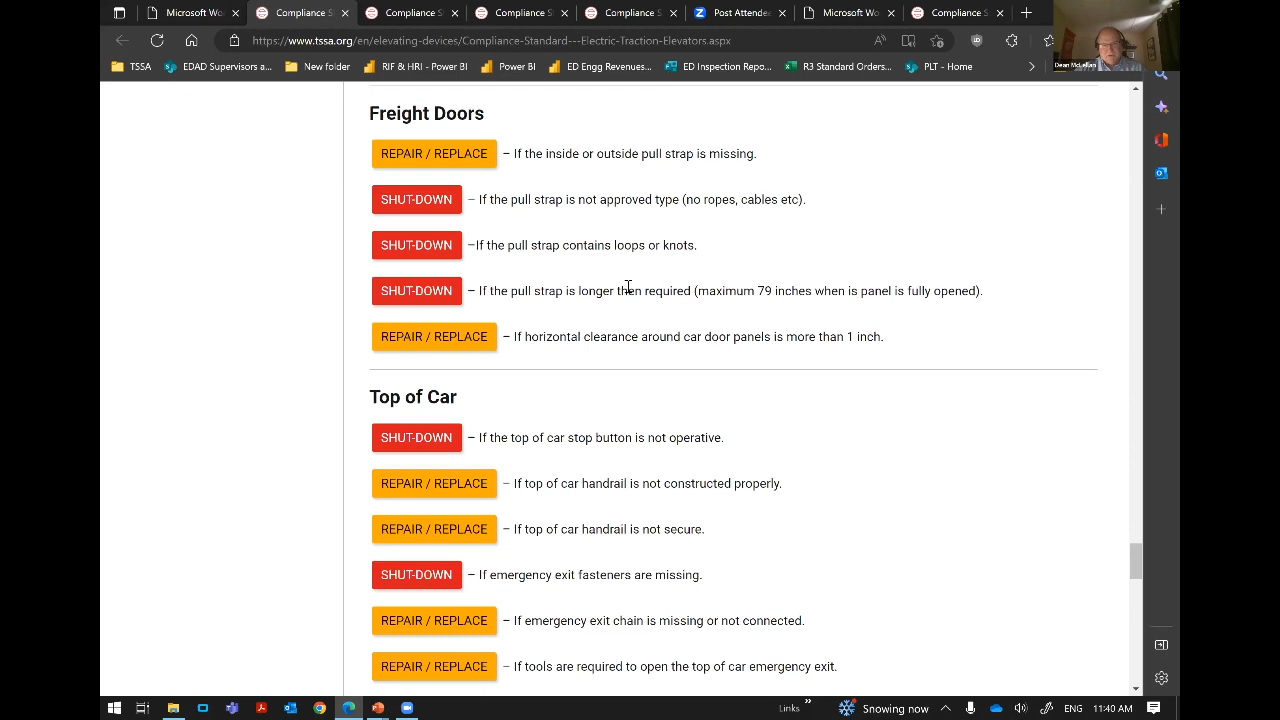 Microsoft Wo
Compliance S
Compliance S
Compliance S
Compliance S
Post Attende
Microsoft Wo
Compliance S
https://www.tssa.org/en/elevating-devices/Compliance-Standard---Electric-Traction-Elevators.aspx
Dean McLellan
TSSA
EDAD Supervisors a...
New folder
RIF & HRI - Power BI
Power BI
ED Engg Revenues...
ED Inspection Repo...
R3 Standard Orders...
PLT - Home
Freight Doors
REPAIR / REPLACE – If the inside or outside pull strap is missing.
SHUT-DOWN – If the pull strap is not approved type (no ropes, cables etc).
SHUT-DOWN –If the pull strap contains loops or knots.
SHUT-DOWN – If the pull strap is longer then required (maximum 79 inches when is panel is fully opened).
REPAIR / REPLACE – If horizontal clearance around car door panels is more than 1 inch.
Top of Car
SHUT-DOWN – If the top of car stop button is not operative.
REPAIR / REPLACE – If top of car handrail is not constructed properly.
REPAIR / REPLACE – If top of car handrail is not secure.
SHUT-DOWN – If emergency exit fasteners are missing.
REPAIR / REPLACE – If emergency exit chain is missing or not connected.
REPAIR / REPLACE – If tools are required to open the top of car emergency exit.
Links
Snowing now
ENG
11:40 AM